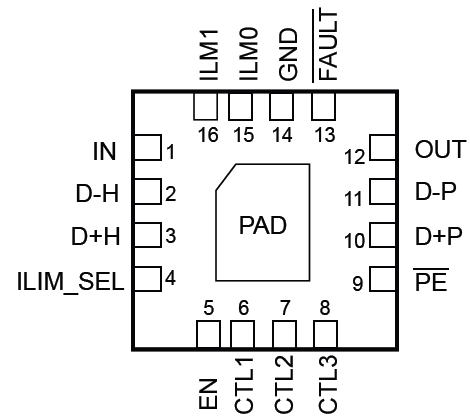 ILM1
ILM0
GND
FAULT
16
15
14
13
IN
1
12
OUT
D-H
2
11
D-P
D+H
3
10
D+P
ILIM_SEL
4
9
PE
PAD
5
6
7
8
EN
CTL1
CTL2
CTL3